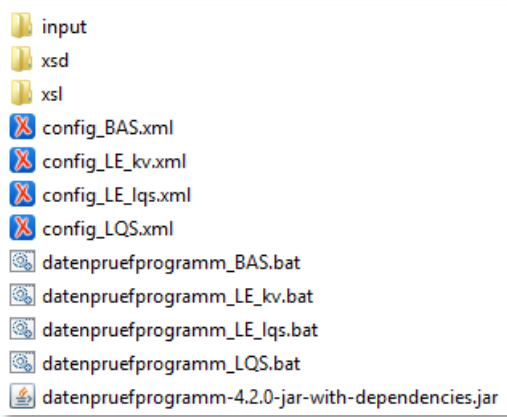 input
xsd
xsl
config_BAS.xml
config_LE_kv.xml
config_LE_lqs.xml
config_LQS.xml
datenpruefprogramm_BAS.bat
datenpruefprogramm_LE_kv.bat
datenpruefprogramm_LE_lqs.bat
datenpruefprogramm_LQS.bat
datenpruefprogramm-4.2.0-jar-with-dependencies.jar